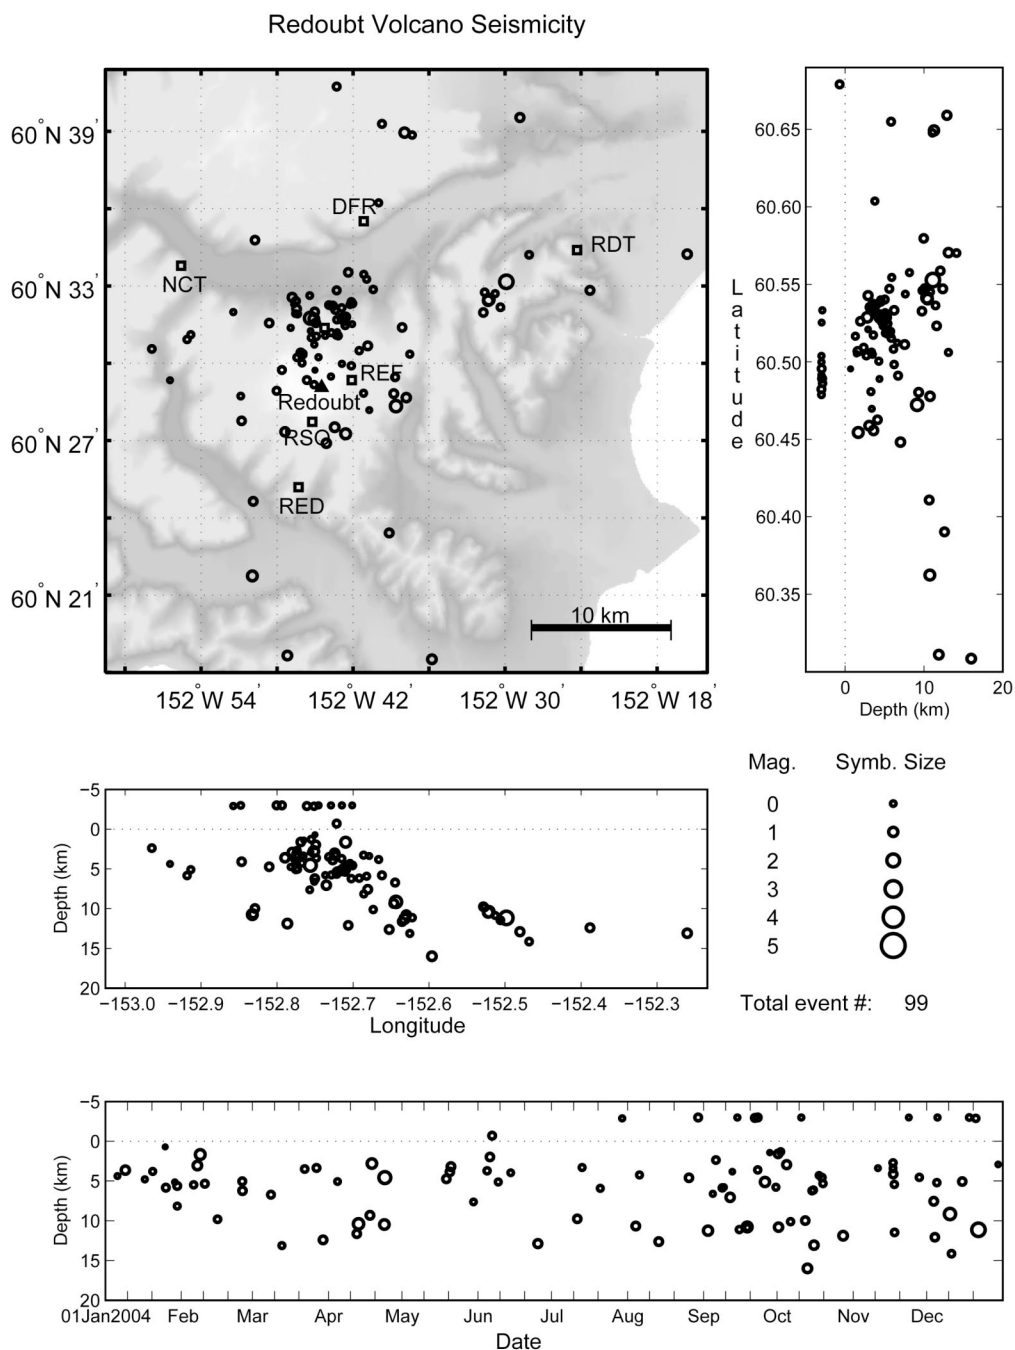 Redoubt Volcano Seismicity
60°N 39'
60°N 33'
60°N 27'
60°N 21'
DFR
RDT
NCT
REF
Redoubt
RSO
RED
10 km
152°W 54' 152°W 42' 152°W 30' 152°W 18'
60.65
60.60
60.55
60.50
60.45
60.40
60.35
Latitude
0 10 20
Depth (km)
Mag. Symb. Size
0
1
2
3
4
5
Total event #: 99
−5
0
5
10
15
20
Depth (km)
−153.0 −152.9 −152.8 −152.7 −152.6 −152.5 −152.4 −152.3
Longitude
−5
0
5
10
15
20
Depth (km)
01Jan2004 Feb Mar Apr May Jun Jul Aug Sep Oct Nov Dec
Date